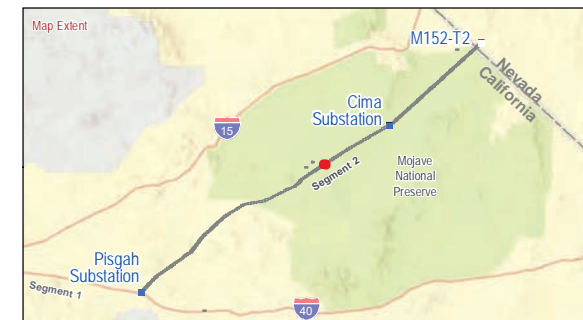 Map Extent
M152-T2
Nevada
California
Cima
Substation
15
Segment 2
Mojave
National
Preserve
Pisgah
Substation
Segment 1
40